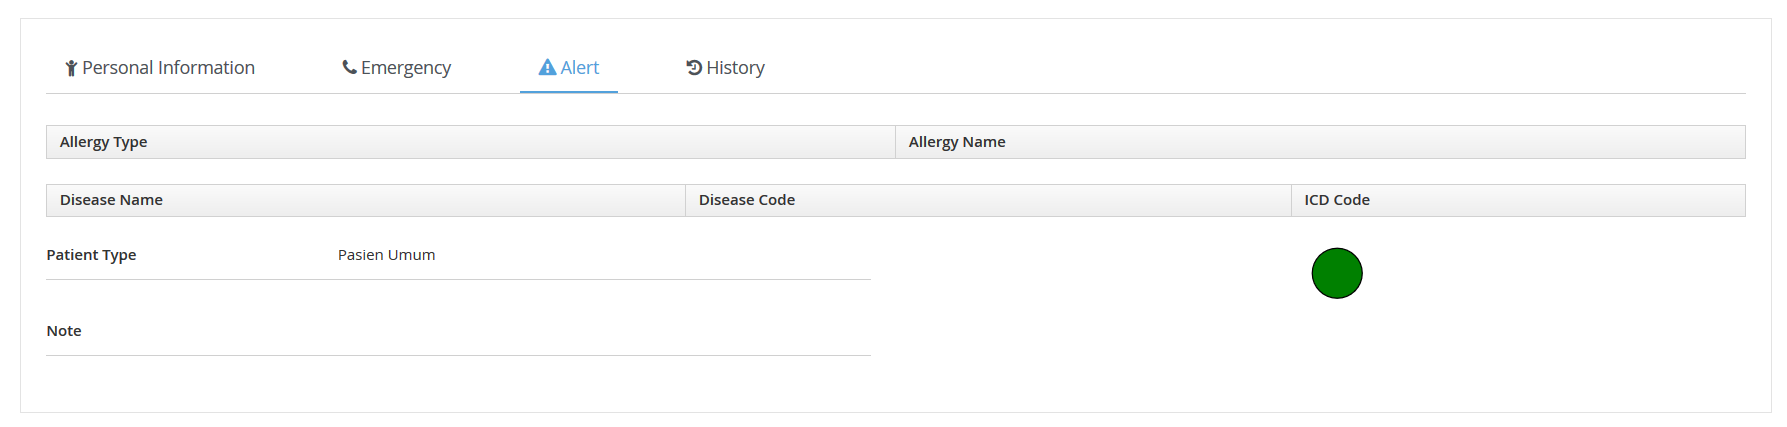 Personal Information Emergency Alert History
Allergy Type Allergy Name
Disease Name Disease Code ICD Code
Patient Type Pasien Umum
Note